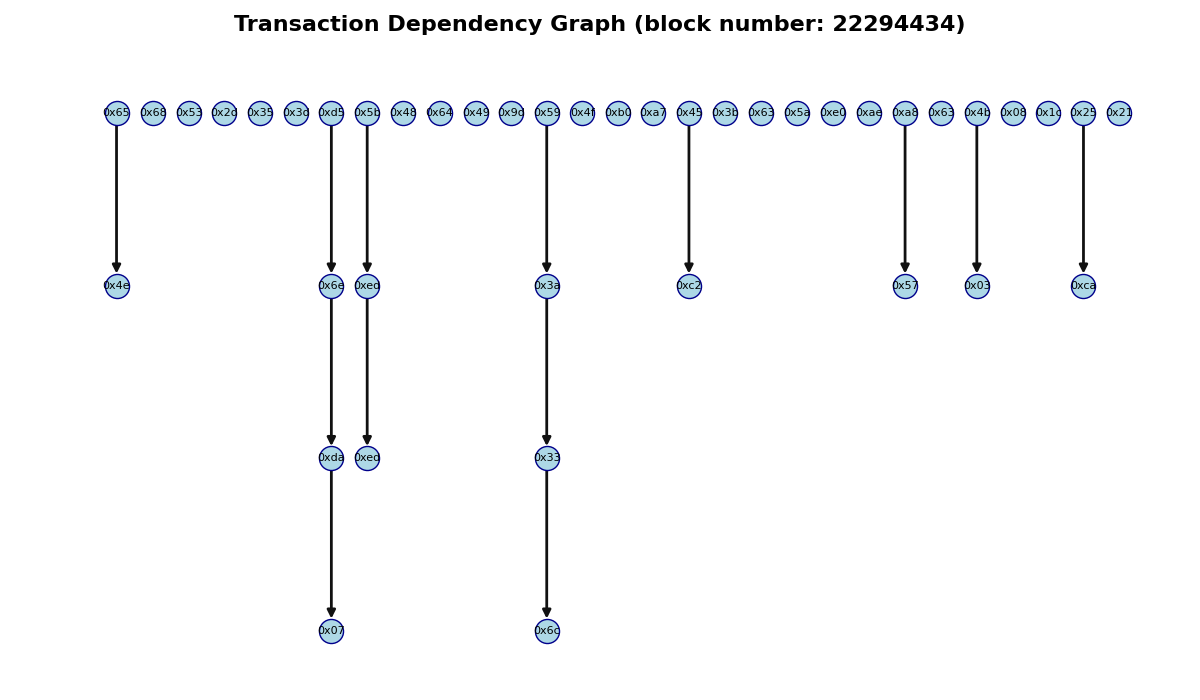 Transaction Dependency Graph (block number: 22294434)
0x65 0x68 0x53 0x2d 0x35 0x3d 0xd5 0x5b 0x48 0x64 0x49 0x9d 0x59 0x4f 0xb0 0xa7 0x45 0x3b 0x63 0x5a 0xe0 0xae 0xa8 0x63 0x4b 0x08 0x1c 0x25 0x21
0x4e 0x6e 0xed 0x3a 0xc2 0x57 0x03 0xca
0xda 0xed 0x33
0x07 0x6c